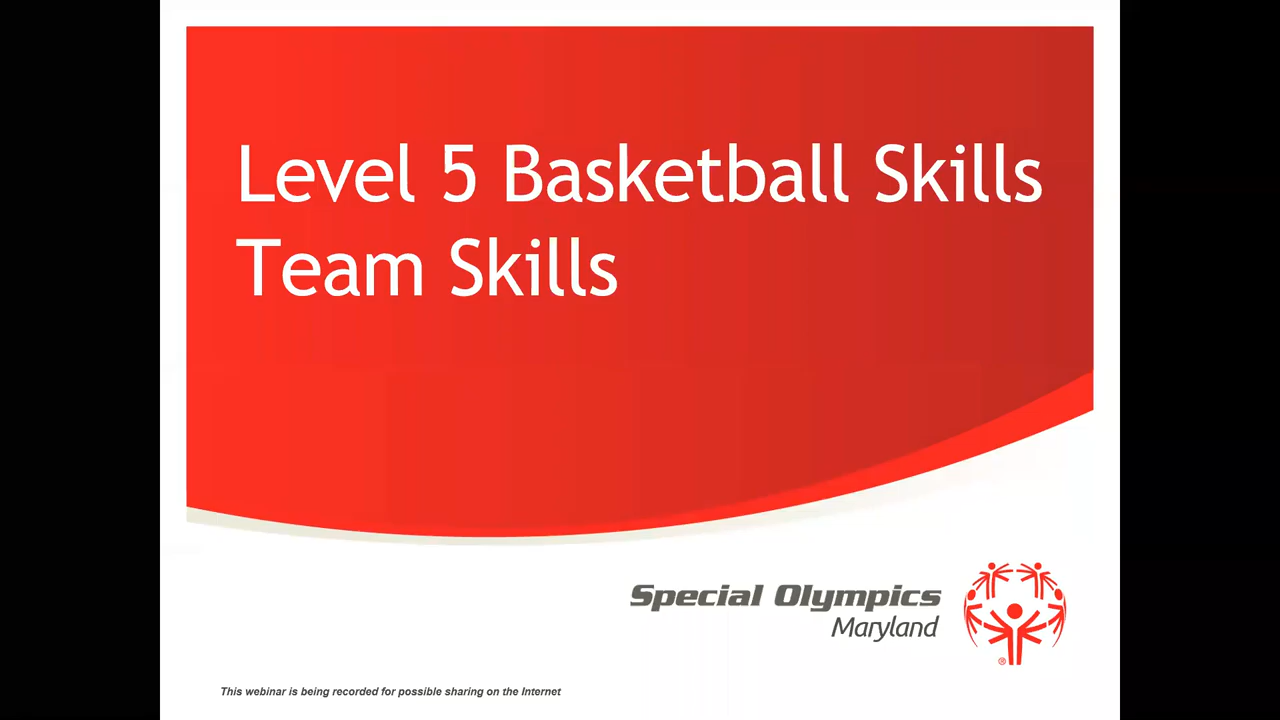 Level 5 Basketball Skills
Team Skills
Special Olympics
Maryland
®
This webinar is being recorded for possible sharing on the Internet